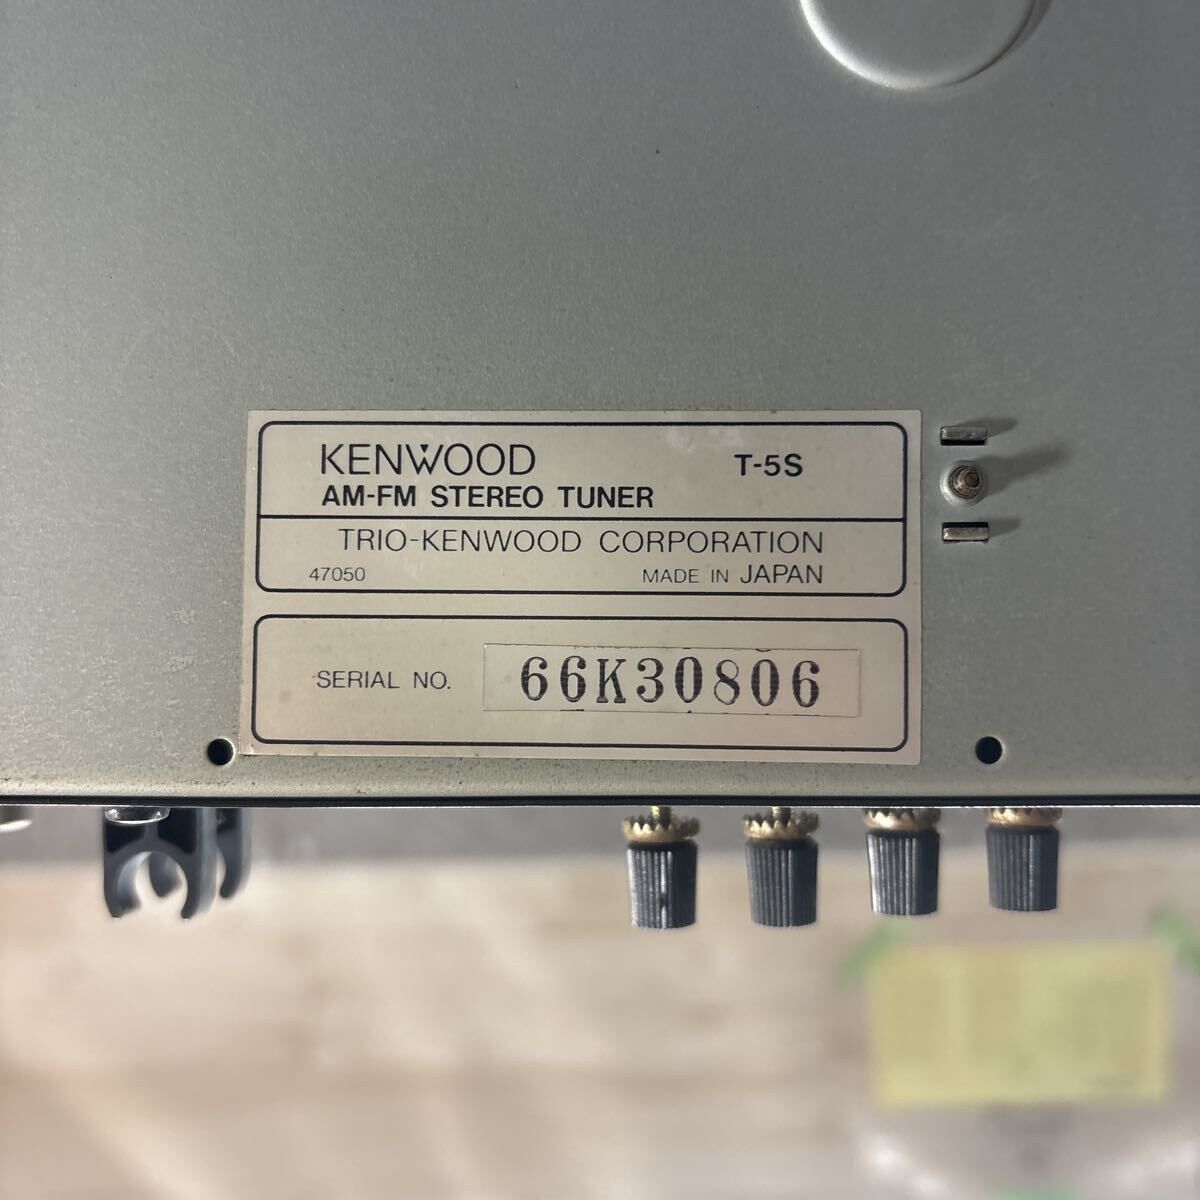 KENWOOD T-5S
AM-FM STEREO TUNER
TRIO-KENWOOD CORPORATION
47050 MADE IN JAPAN
SERIAL NO. 66K30806